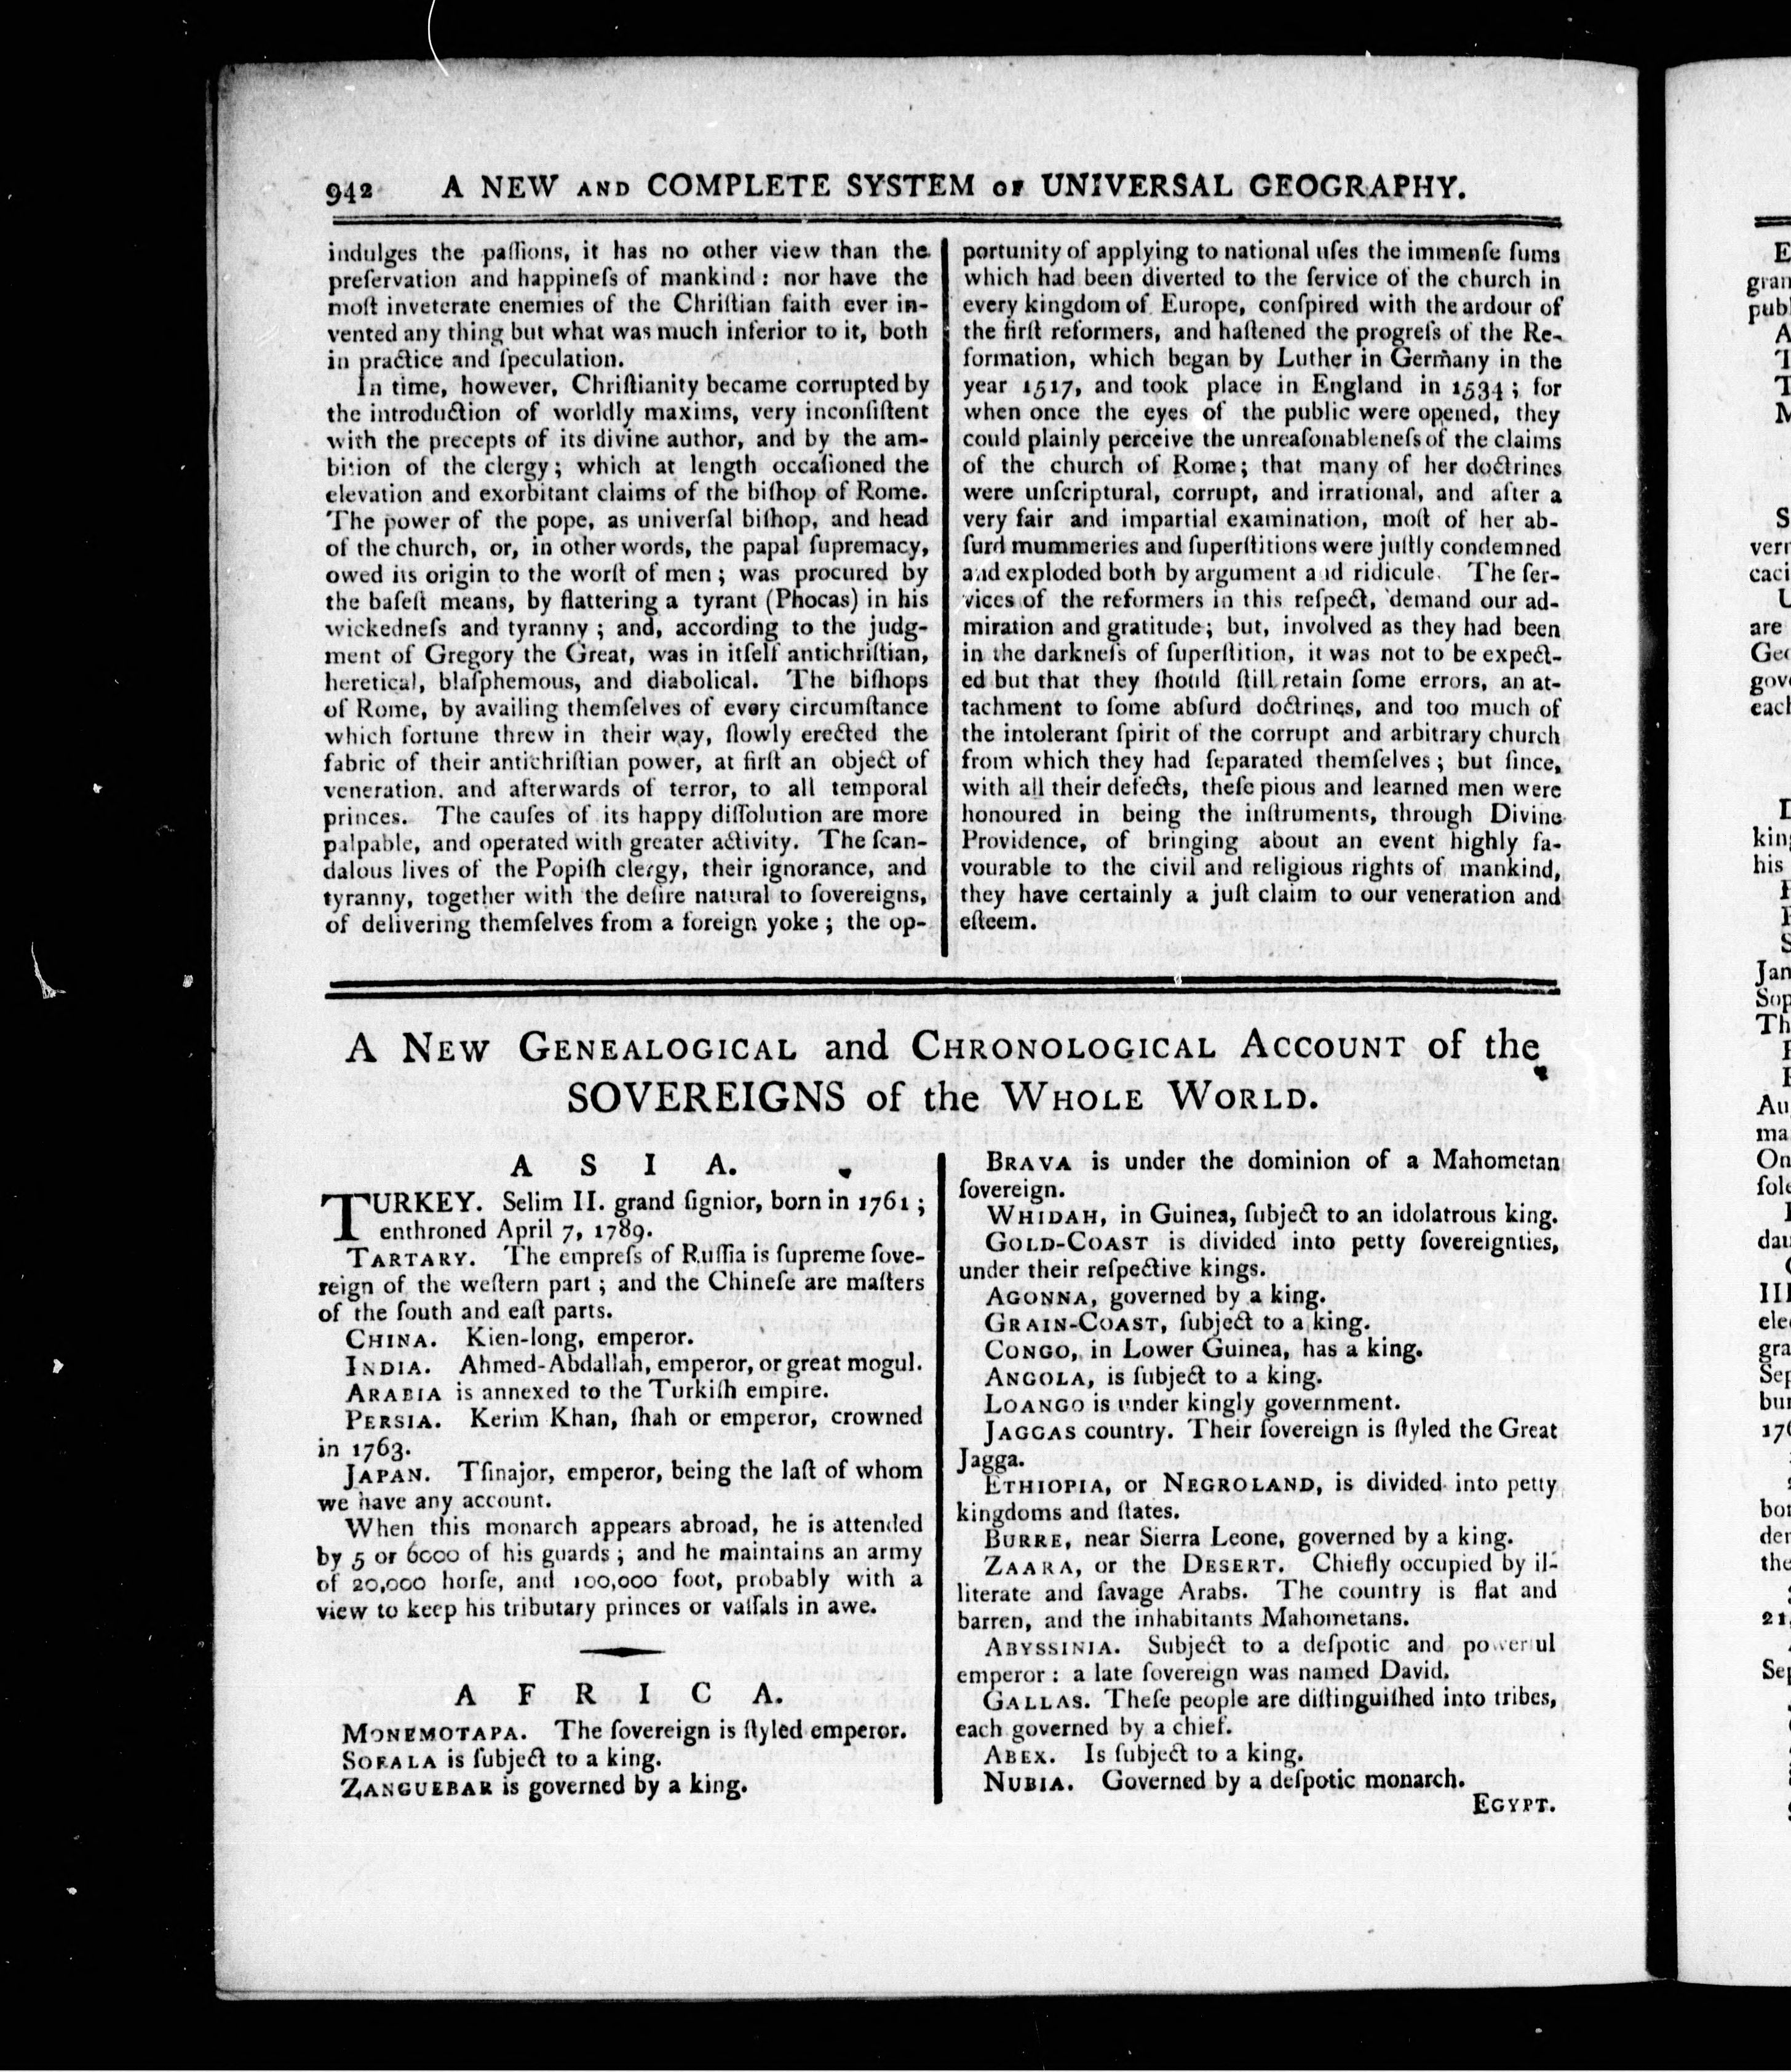 942 A NEW AND COMPLETE SYSTEM OF UNIVERSAL GEOGRAPHY.
indulges the paſſions, it has no other view than the
preſervation and happineſs of mankind: nor have the
moſt inveterate enemies of the Chriſtian faith ever in-
vented any thing but what was much inferior to it, both
in practice and ſpeculation.
In time, however, Chriſtianity became corrupted by
the introduction of worldly maxims, very inconſiſtent
with the precepts of its divine author, and by the am-
bition of the clergy; which at length occaſioned the
elevation and exorbitant claims of the biſhop of Rome.
The power of the pope, as univerſal biſhop, and head
of the church, or, in other words, the papal ſupremacy,
owed its origin to the worſt of men; was procured by
the baſeſt means, by flattering a tyrant (Phocas) in his
wickedneſs and tyranny; and, according to the judg-
ment of Gregory the Great, was in itſelf antichriſtian,
heretical, blaſphemous, and diabolical. The biſhops
of Rome, by availing themſelves of every circumſtance
which fortune threw in their way, ſlowly erected the
fabric of their antichriſtian power, at firſt an object of
veneration, and afterwards of terror, to all temporal
princes. The cauſes of its happy diſſolution are more
palpable, and operated with greater activity. The ſcan-
dalous lives of the Popiſh clergy, their ignorance, and
tyranny, together with the deſire natural to ſovereigns,
of delivering themſelves from a foreign yoke; the op-
portunity of applying to national uſes the immenſe ſums
which had been diverted to the ſervice of the church in
every kingdom of Europe, conſpired with the ardour of
the firſt reformers, and haſtened the progreſs of the Re-
formation, which began by Luther in Germany in the
year 1517, and took place in England in 1534; for
when once the eyes of the public were opened, they
could plainly perceive the unreaſonableneſs of the claims
of the church of Rome; that many of her doctrines
were unſcriptural, corrupt, and irrational, and after a
very fair and impartial examination, moſt of her ab-
ſurd mummeries and ſuperſtitions were juſtly condemned
and exploded both by argument and ridicule. The ſer-
vices of the reformers in this reſpect, demand our ad-
miration and gratitude; but, involved as they had been
in the darkneſs of ſuperſtition, it was not to be expect-
ed but that they ſhould ſtill retain ſome errors, an at-
tachment to ſome abſurd doctrines, and too much of
the intolerant ſpirit of the corrupt and arbitrary church
from which they had ſeparated themſelves; but ſince,
with all their defects, theſe pious and learned men were
honoured in being the inſtruments, through Divine
Providence, of bringing about an event highly fa-
vourable to the civil and religious rights of mankind,
they have certainly a juſt claim to our veneration and
eſteem.
A NEW GENEALOGICAL and CHRONOLOGICAL ACCOUNT of the
SOVEREIGNS of the WHOLE WORLD.
A S I A.
TURKEY. Selim II. grand ſignior, born in 1761;
enthroned April 7, 1789.
TARTARY. The empreſs of Ruſſia is ſupreme ſove-
reign of the weſtern part; and the Chineſe are maſters
of the ſouth and eaſt parts.
CHINA. Kien-long, emperor.
INDIA. Ahmed-Abdallah, emperor, or great mogul.
ARABIA is annexed to the Turkiſh empire.
PERSIA. Kerim Khan, ſhah or emperor, crowned
in 1763.
JAPAN. Tſinajor, emperor, being the laſt of whom
we have any account.
When this monarch appears abroad, he is attended
by 5 or 6000 of his guards; and he maintains an army
of 20,000 horſe, and 100,000 foot, probably with a
view to keep his tributary princes or vaſſals in awe.
A F R I C A.
MONEMOTAPA. The ſovereign is ſtyled emperor.
SOFALA is ſubject to a king.
ZANGUEBAR is governed by a king.
BRAVA is under the dominion of a Mahometan
ſovereign.
WHIDAH, in Guinea, ſubject to an idolatrous king.
GOLD-COAST is divided into petty ſovereignties,
under their reſpective kings.
AGONNA, governed by a king.
GRAIN-COAST, ſubject to a king.
CONGO, in Lower Guinea, has a king.
ANGOLA, is ſubject to a king.
LOANGO is under kingly government.
JAGGAS country. Their ſovereign is ſtyled the Great
Jagga.
ETHIOPIA, or NEGROLAND, is divided into petty
kingdoms and ſtates.
BURRE, near Sierra Leone, governed by a king.
ZAARA, or the DESERT. Chiefly occupied by il-
literate and ſavage Arabs. The country is flat and
barren, and the inhabitants Mahometans.
ABYSSINIA. Subject to a deſpotic and powerful
emperor: a late ſovereign was named David.
GALLAS. Theſe people are diſtinguiſhed into tribes,
each governed by a chief.
ABEX. Is ſubject to a king.
NUBIA. Governed by a deſpotic monarch.
EGYPT.